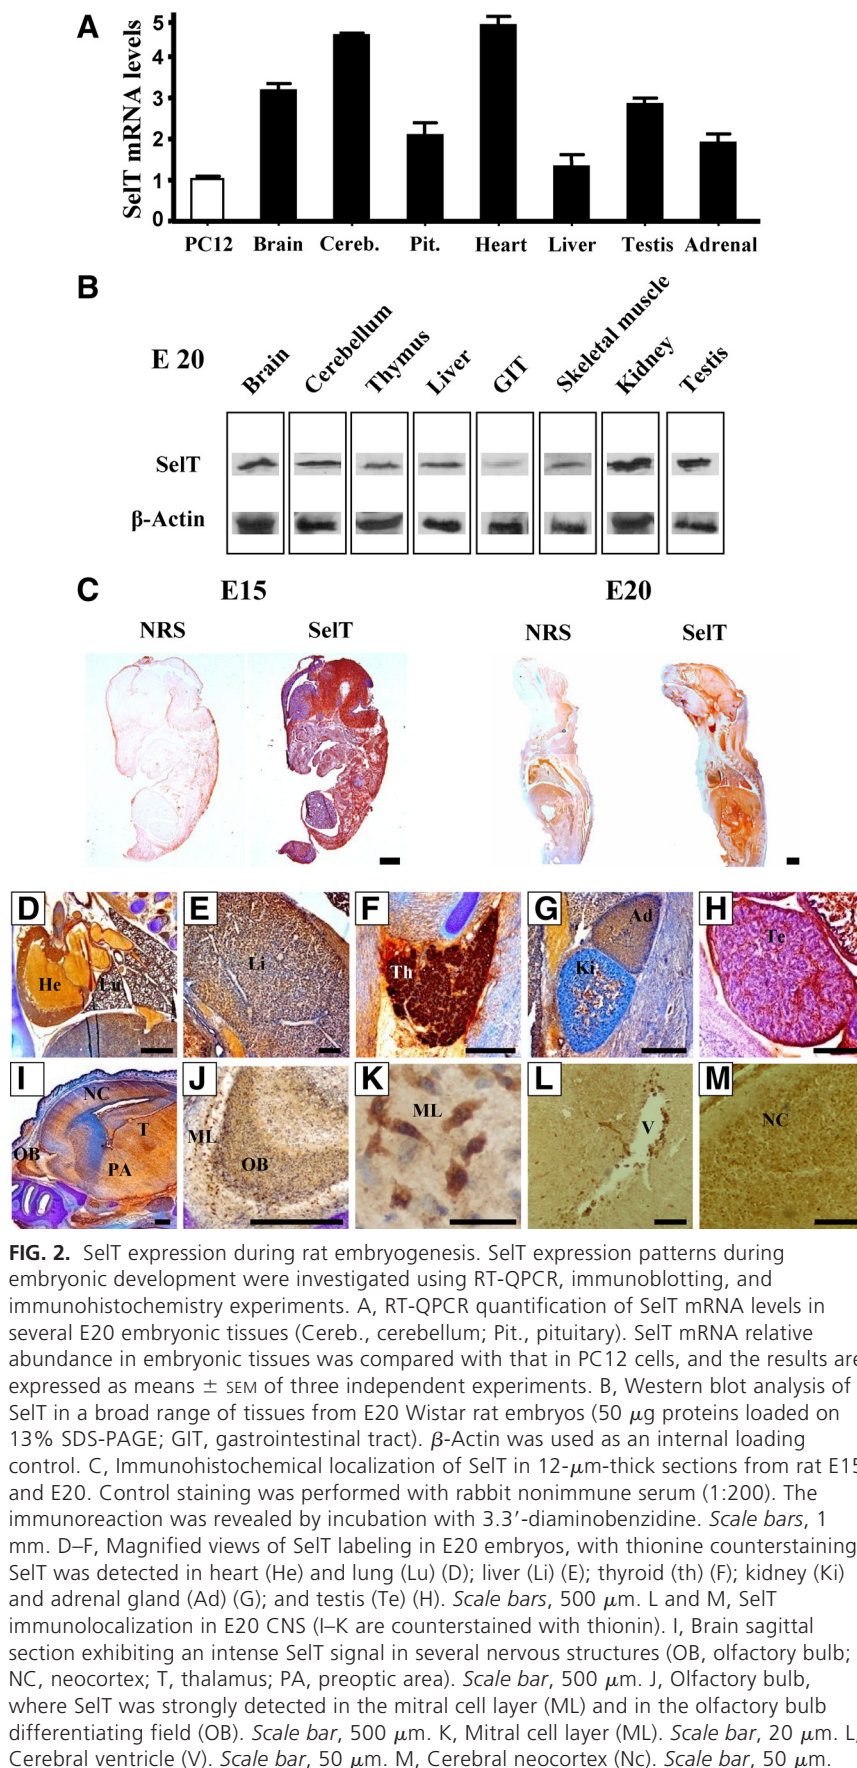 A
SelT mRNA levels
5
4
3
2
1
0
PC12 Brain Cereb. Pit. Heart Liver Testis Adrenal
B
E 20
Brain Cerebellum Thymus Liver GIT Skeletal muscle Kidney Testis
SelT
β-Actin
C
E15 E20
NRS SelT NRS SelT
D He Lu
E Li
F Th
G Ad Ki
H Te
I NC T OB PA
J ML OB
K ML
L V
M NC
FIG. 2. SelT expression during rat embryogenesis. SelT expression patterns during
embryonic development were investigated using RT-QPCR, immunoblotting, and
immunohistochemistry experiments. A, RT-QPCR quantification of SelT mRNA levels in
several E20 embryonic tissues (Cereb., cerebellum; Pit., pituitary). SelT mRNA relative
abundance in embryonic tissues was compared with that in PC12 cells, and the results are
expressed as means ± SEM of three independent experiments. B, Western blot analysis of
SelT in a broad range of tissues from E20 Wistar rat embryos (50 μg proteins loaded on
13% SDS-PAGE; GIT, gastrointestinal tract). β-Actin was used as an internal loading
control. C, Immunohistochemical localization of SelT in 12-μm-thick sections from rat E15
and E20. Control staining was performed with rabbit nonimmune serum (1:200). The
immunoreaction was revealed by incubation with 3.3′-diaminobenzidine. Scale bars, 1
mm. D–F, Magnified views of SelT labeling in E20 embryos, with thionine counterstaining
SelT was detected in heart (He) and lung (Lu) (D); liver (Li) (E); thyroid (th) (F); kidney (Ki)
and adrenal gland (Ad) (G); and testis (Te) (H). Scale bars, 500 μm. L and M, SelT
immunolocalization in E20 CNS (I–K are counterstained with thionin). I, Brain sagittal
section exhibiting an intense SelT signal in several nervous structures (OB, olfactory bulb;
NC, neocortex; T, thalamus; PA, preoptic area). Scale bar, 500 μm. J, Olfactory bulb,
where SelT was strongly detected in the mitral cell layer (ML) and in the olfactory bulb
differentiating field (OB). Scale bar, 500 μm. K, Mitral cell layer (ML). Scale bar, 20 μm. L,
Cerebral ventricle (V). Scale bar, 50 μm. M, Cerebral neocortex (Nc). Scale bar, 50 μm.